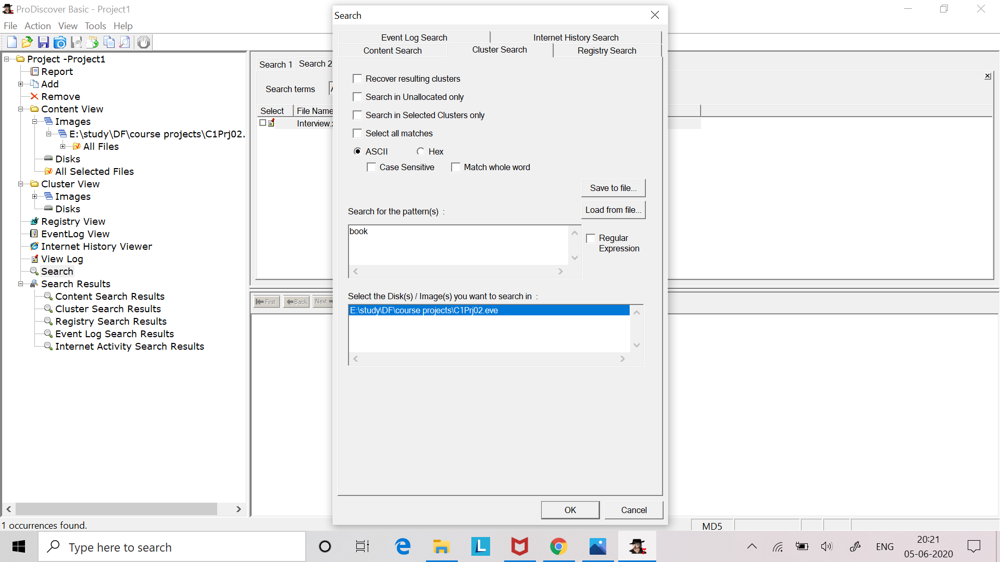 ProDiscover Basic - Project1
File Action View Tools Help
Project -Project1
Report
Add
Remove
Content View
Images
E:\study\DF\course projects\C1Prj02.
All Files
Disks
All Selected Files
Cluster View
Images
Disks
Registry View
EventLog View
Internet History Viewer
View Log
Search
Search Results
Content Search Results
Cluster Search Results
Registry Search Results
Event Log Search Results
Internet Activity Search Results
Search 1 Search 2
Search terms
Select File Name
Interview.
First Back Next
Search
Event Log Search Internet History Search
Content Search Cluster Search Registry Search
Recover resulting clusters
Search in Unallocated only
Search in Selected Clusters only
Select all matches
ASCII Hex
Case Sensitive Match whole word
Save to file...
Load from file...
Search for the pattern(s) :
book
Regular
Expression
Select the Disk(s) / Image(s) you want to search in :
E:\study\DF\course projects\C1Prj02.eve
OK Cancel
1 occurrences found.
MD5
Type here to search
ENG
20:21
05-06-2020